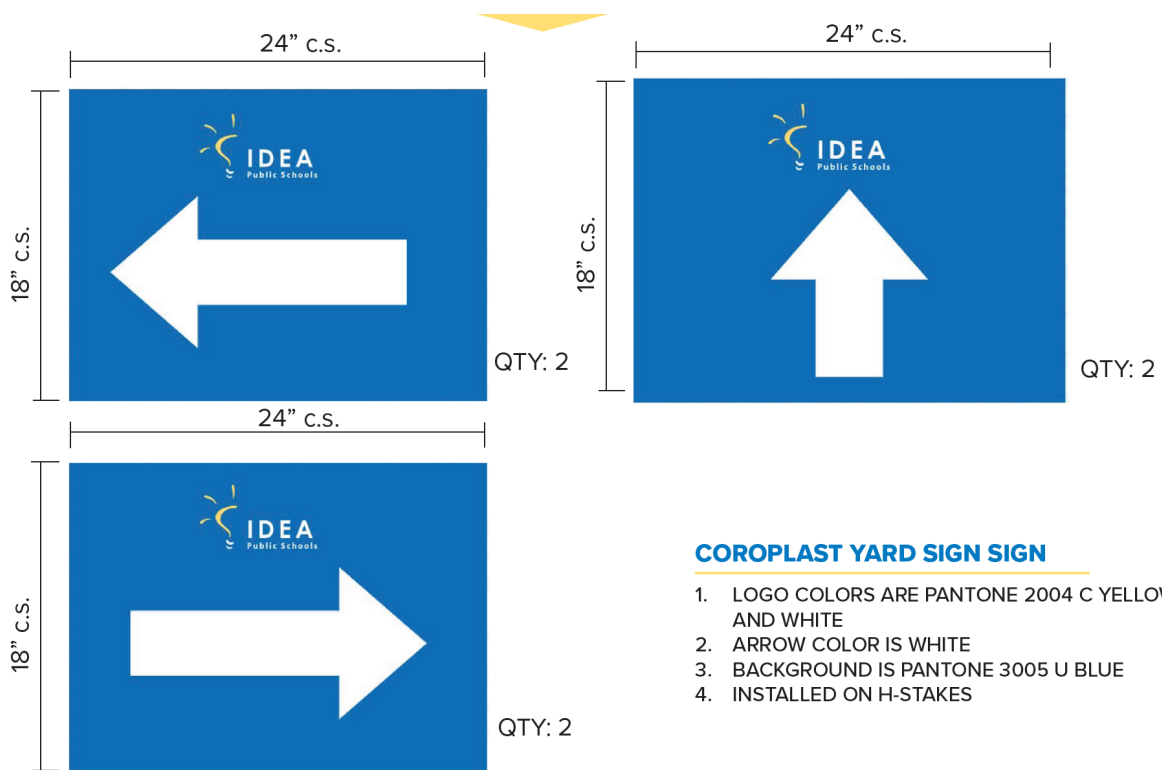 24” c.s.
18” c.s.
IDEA
Public Schools
QTY: 2
24” c.s.
18” c.s.
IDEA
Public Schools
QTY: 2
24” c.s.
18” c.s.
IDEA
Public Schools
QTY: 2
COROPLAST YARD SIGN SIGN
1. LOGO COLORS ARE PANTONE 2004 C YELLOW
AND WHITE
2. ARROW COLOR IS WHITE
3. BACKGROUND IS PANTONE 3005 U BLUE
4. INSTALLED ON H-STAKES